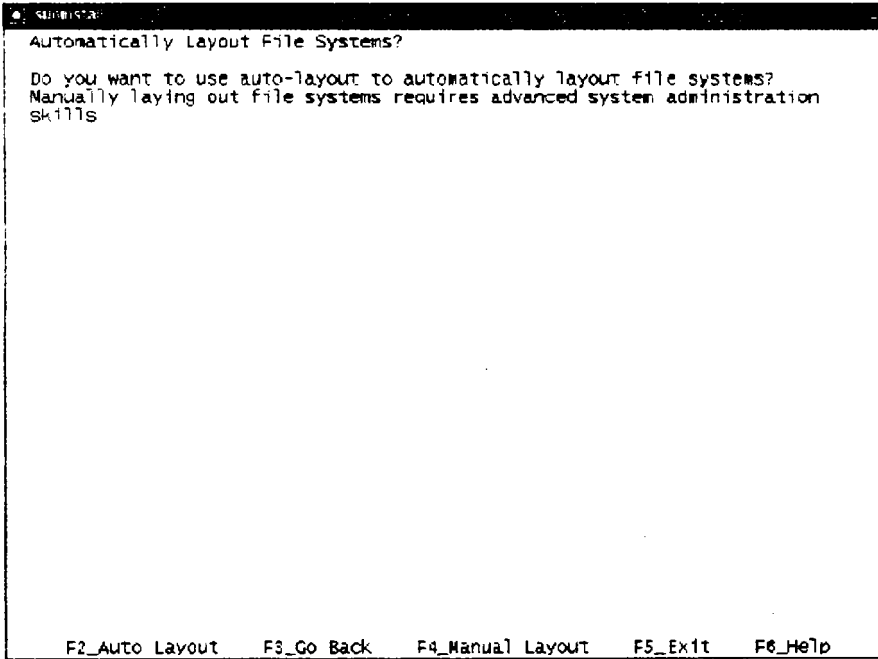 Automatically Layout File Systems?
Do you want to use auto-layout to automatically layout file systems?
Manually laying out file systems requires advanced system administration
skills
F2_Auto Layout F3_Go Back F4_Manual Layout F5_Exit F6_Help